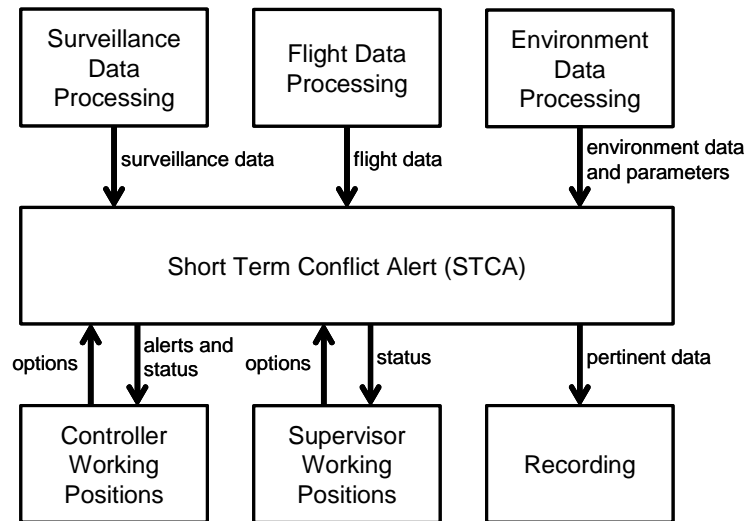 Surveillance
Data
Processing
Flight Data
Processing
Environment
Data
Processing
surveillance data
flight data
environment data
and parameters
Short Term Conflict Alert (STCA)
options
alerts and
status
options
status
pertinent data
Controller
Working
Positions
Supervisor
Working
Positions
Recording